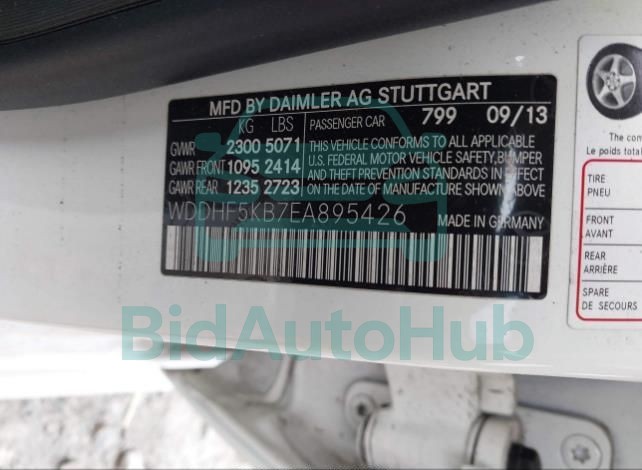 MFD BY DAIMLER AG STUTTGART
KG LBS PASSENGER CAR 799 09/13
GVWR 2300 5071
GAWR FRONT 1095 2414
GAWR REAR 1235 2723
THIS VEHICLE CONFORMS TO ALL APPLICABLE
U.S. FEDERAL MOTOR VEHICLE SAFETY, BUMPER
AND THEFT PREVENTION STANDARDS IN EFFECT
ON THE DATE OF MANUFACTURE SHOWN ABOVE.
WDDHF5KB7EA895426 MADE IN GERMANY
The com
Le poids total
TIRE
PNEU
FRONT
AVANT
REAR
ARRIÈRE
SPARE
DE SECOURS
BidAutoHub